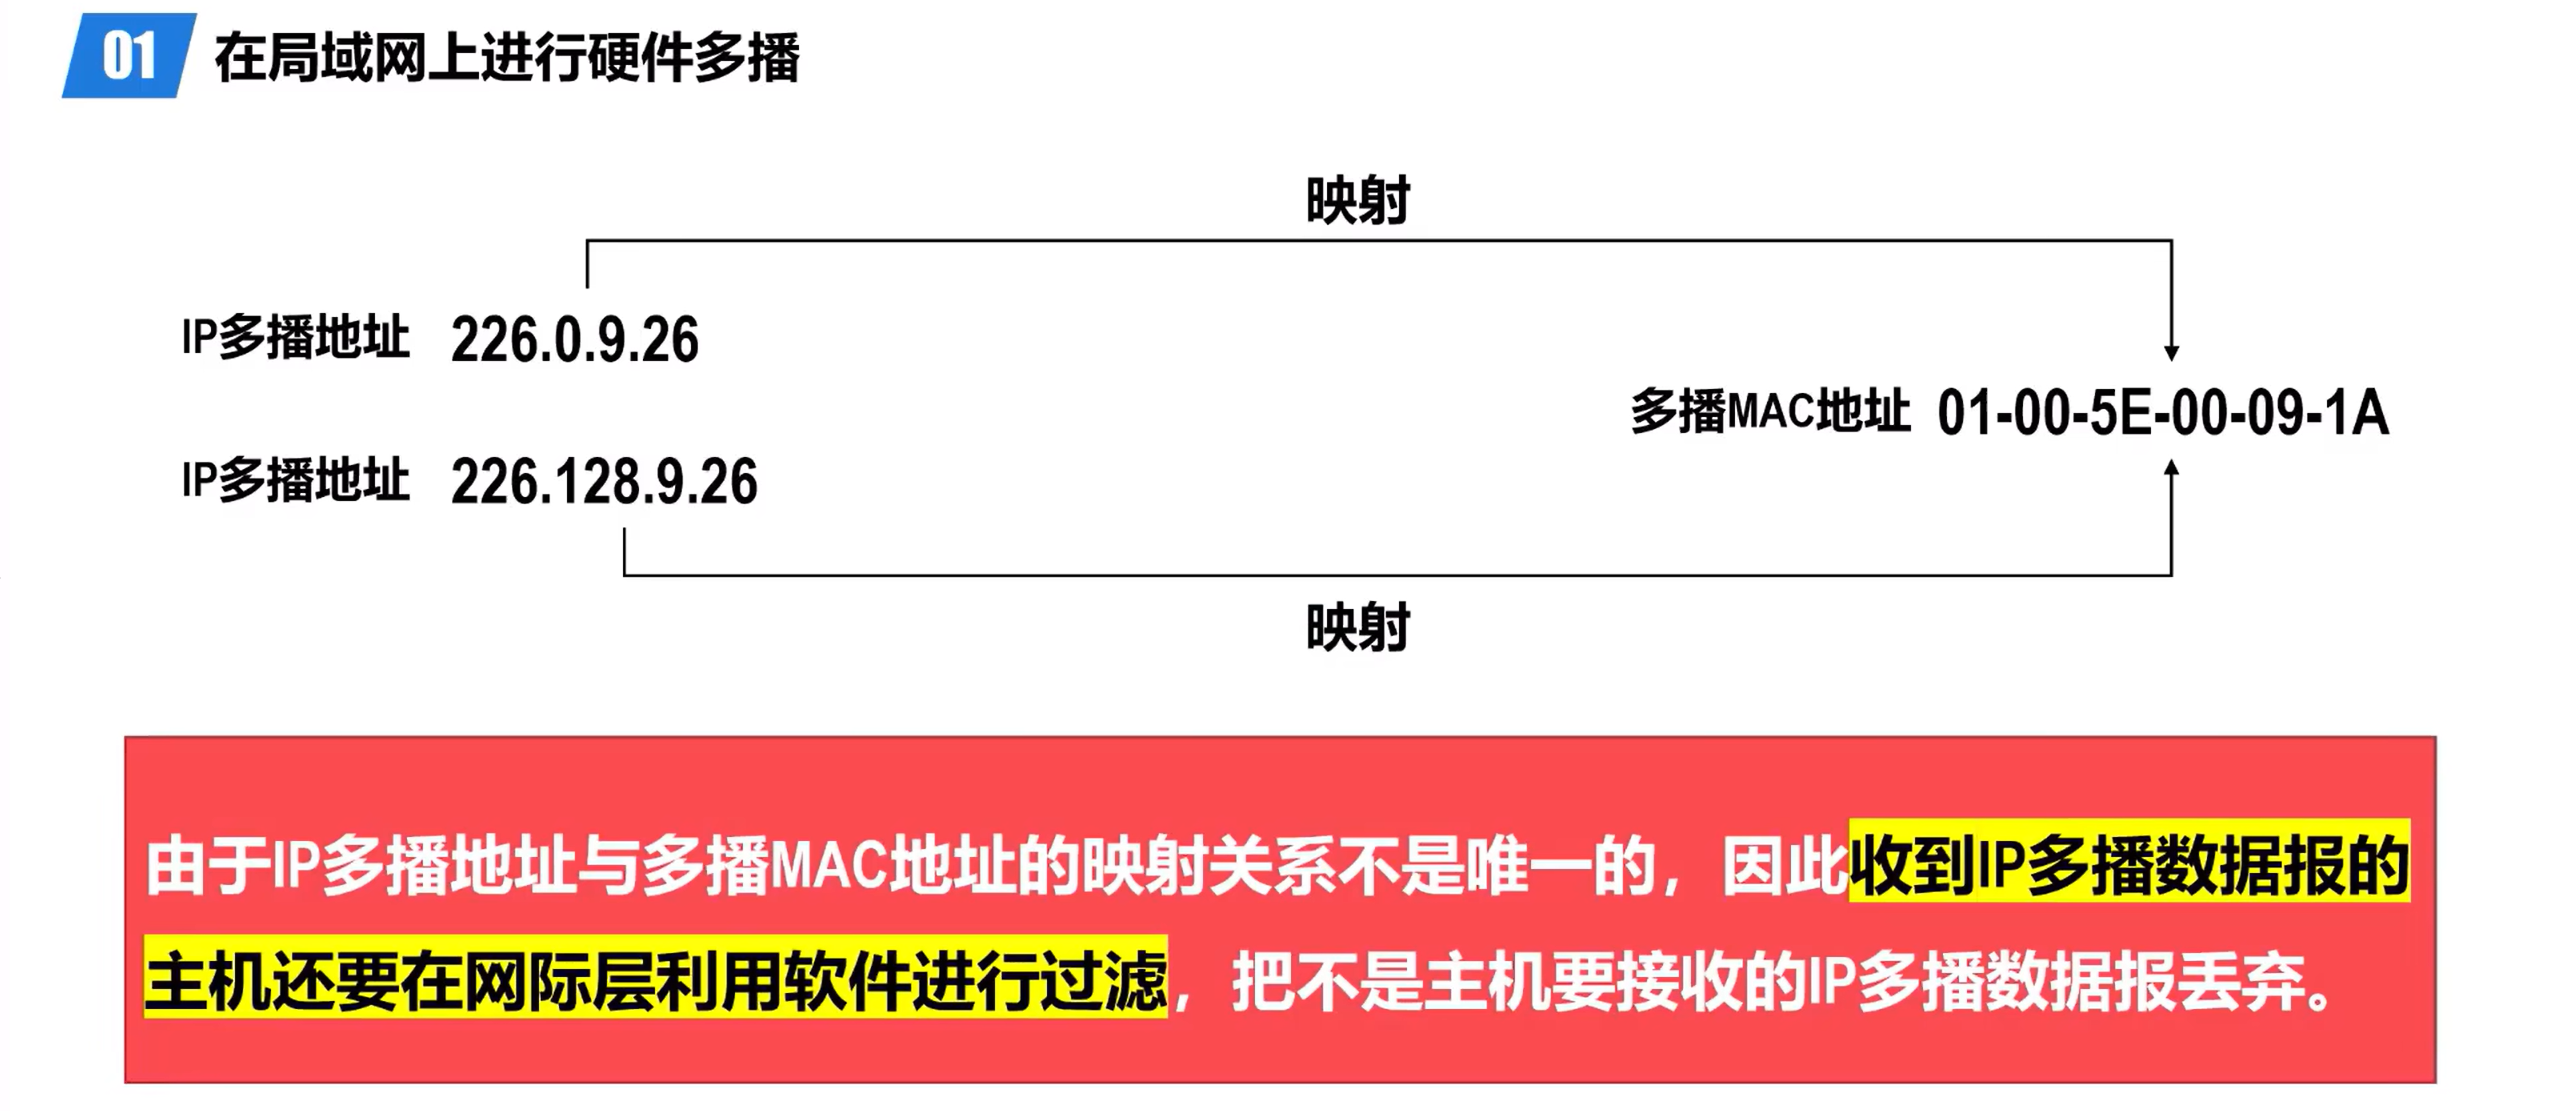 01 在局域网上进行硬件多播
映射
IP多播地址 226.0.9.26
多播MAC地址 01-00-5E-00-09-1A
IP多播地址 226.128.9.26
映射
由于IP多播地址与多播MAC地址的映射关系不是唯一的，因此收到IP多播数据报的
主机还要在网际层利用软件进行过滤，把不是主机要接收的IP多播数据报丢弃。